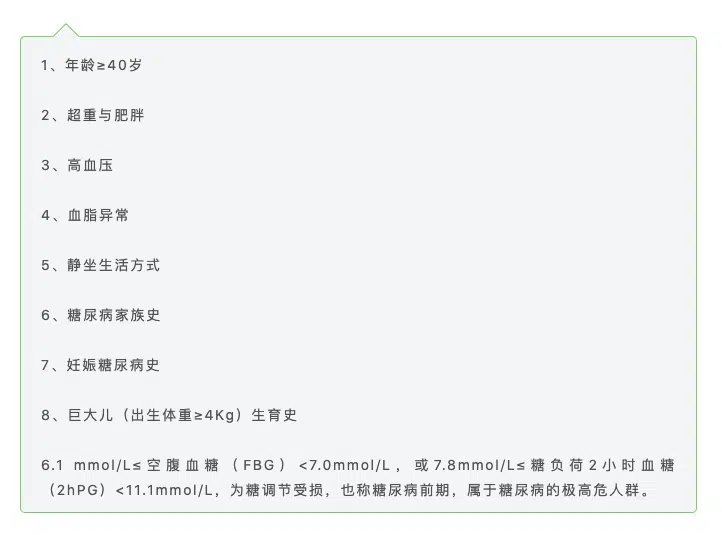 1、年龄≥40岁
2、超重与肥胖
3、高血压
4、血脂异常
5、静坐生活方式
6、糖尿病家族史
7、妊娠糖尿病史
8、巨大儿（出生体重≥4Kg）生育史
6.1 mmol/L≤空腹血糖（FBG）<7.0mmol/L，或7.8mmol/L≤糖负荷2小时血糖
（2hPG）<11.1mmol/L，为糖调节受损，也称糖尿病前期，属于糖尿病的极高危人群。